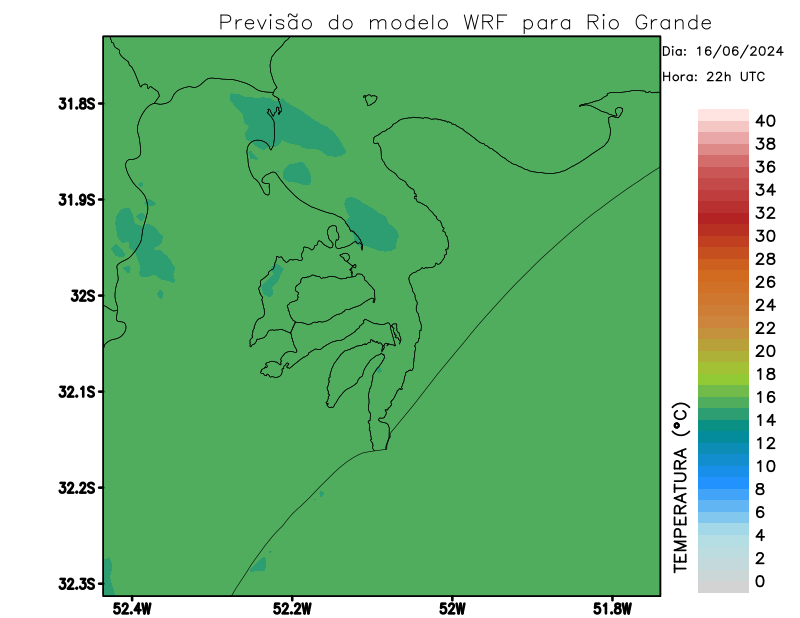 Previsão do modelo WRF para Rio Grande
Dia: 16/06/2024
Hora: 22h UTC
31.8S
31.9S
32S
32.1S
32.2S
32.3S
52.4W
52.2W
52W
51.8W
TEMPERATURA (°C)
40
38
36
34
32
30
28
26
24
22
20
18
16
14
12
10
8
6
4
2
0